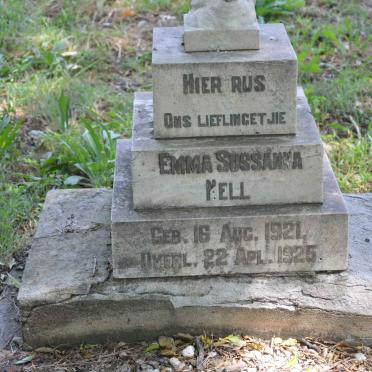 HIER RUS
ONS LIEFLINGETJIE
EMMA SUSSANNA
NELL
GEB. 16 AUG. 1921.
OVERL. 22 APL. 1925.